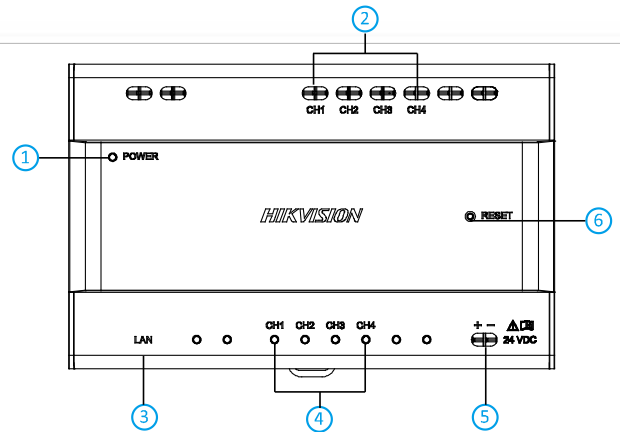 2
CH1 CH2 CH3 CH4
1 POWER
HIKVISION
RESET 6
CH1 CH2 CH3 CH4
+ -
LAN
24 VDC
3 4 5